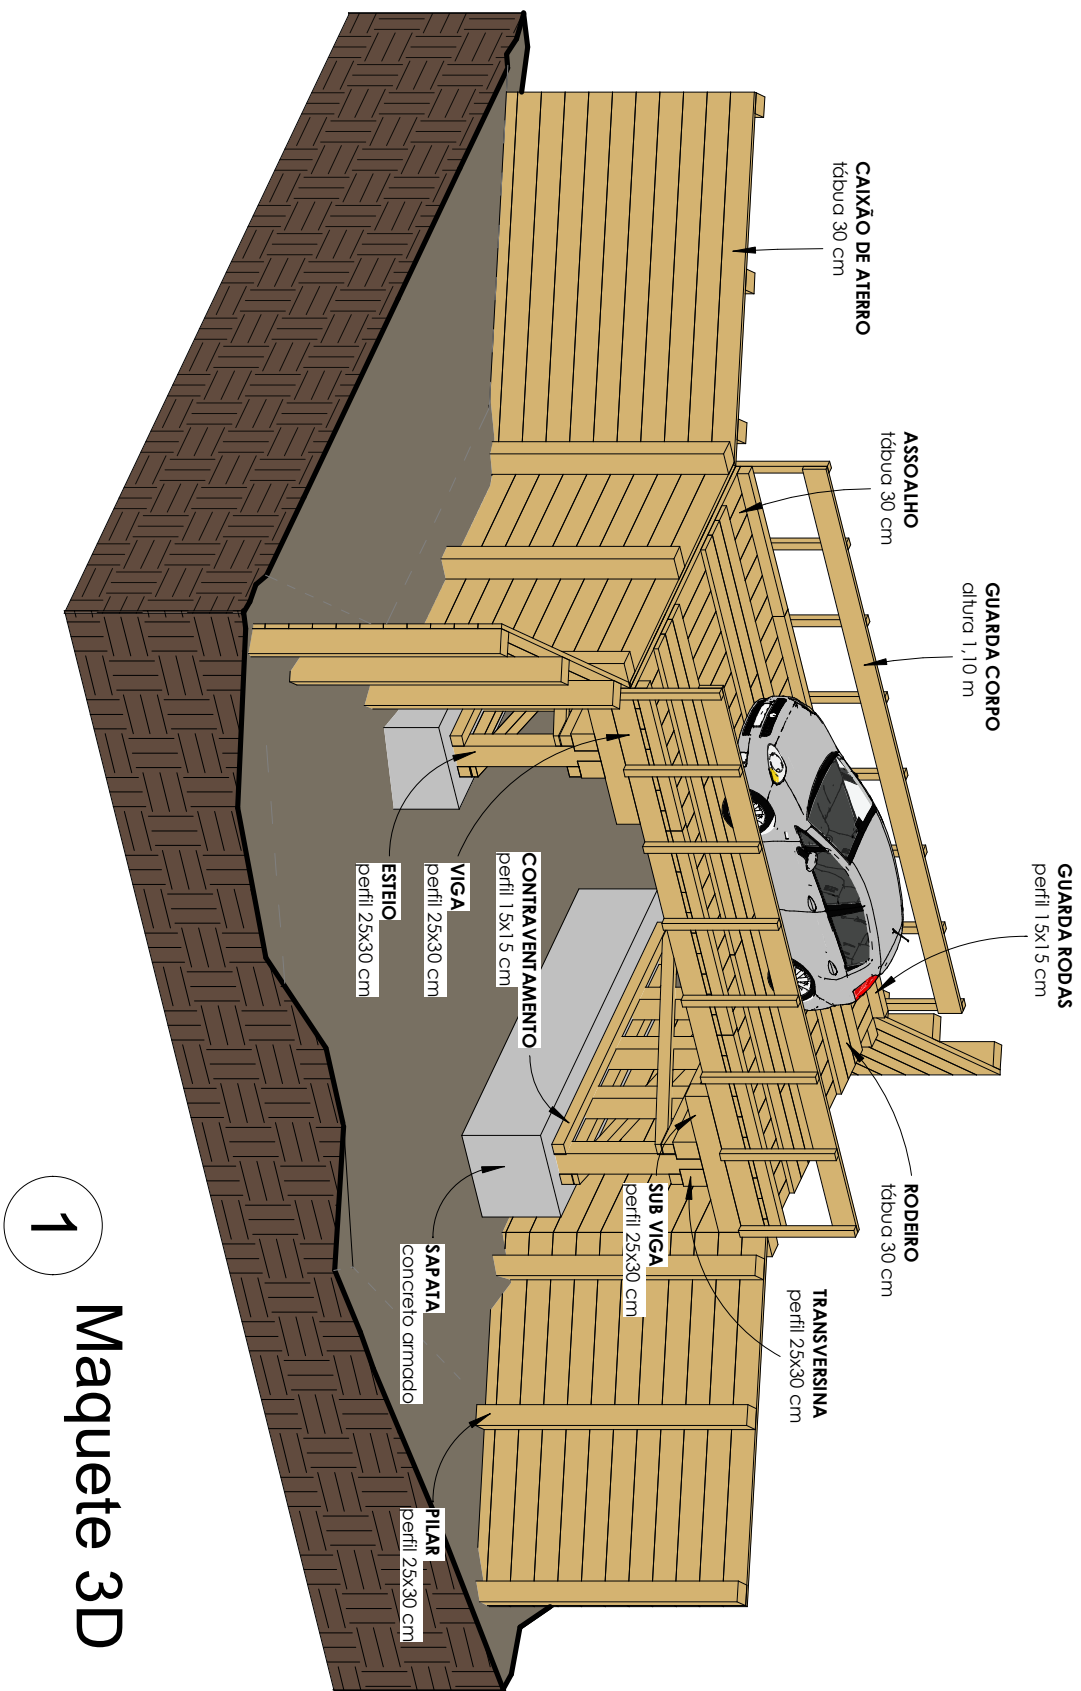 CAIXÃO DE ATERRO
tábua 30 cm
ASSOALHO
tábua 30 cm
GUARDA CORPO
altura 1,10 m
GUARDA RODAS
perfil 15x15 cm
RODEIRO
tábua 30 cm
TRANSVERSINA
perfil 25x30 cm
SUB VIGA
perfil 25x30 cm
CONTRAVENTAMENTO
perfil 15x15 cm
VIGA
perfil 25x30 cm
ESTEIO
perfil 25x30 cm
SAPATA
concreto armado
PILAR
perfil 25x30 cm
1
Maquete 3D